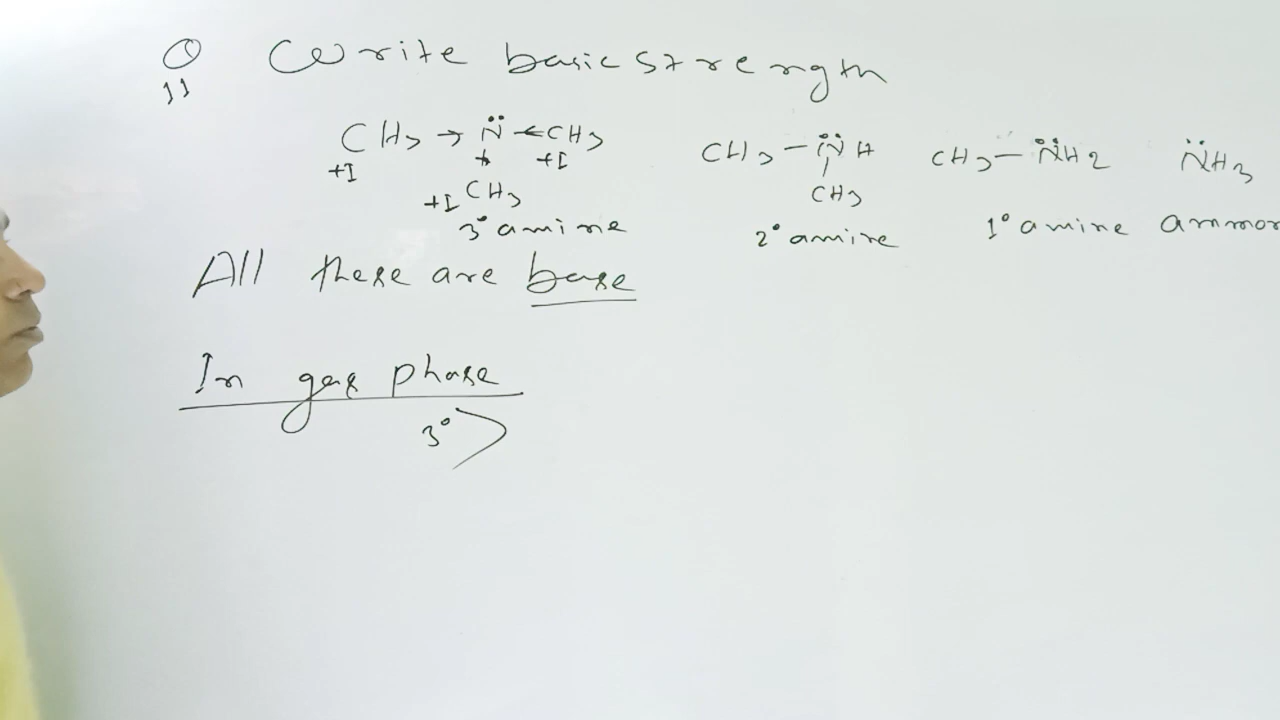 Q Write basic strength
11
CH3 → N̈ ← CH3 CH3 – N̈H CH3 – N̈H2 N̈H3
+I +I
+I CH3 CH3
3° amine 2° amine 1° amine ammon
All these are base
In gas phase
3° >